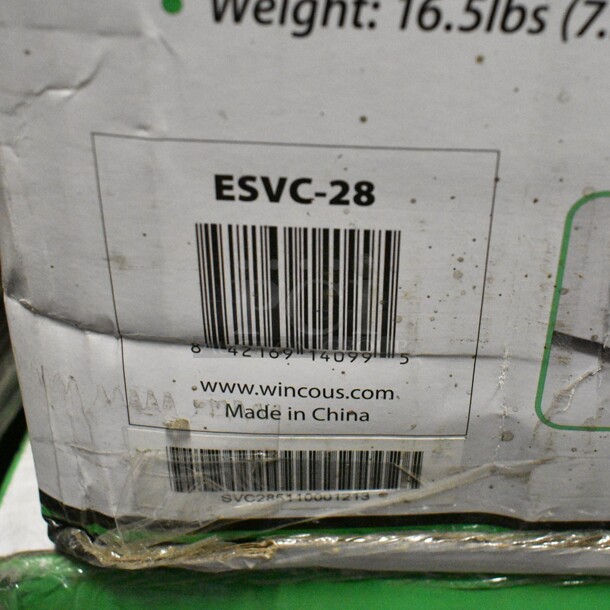 Weight: 16.5lbs (7.
ESVC-28
8 42169 14099 5
www.wincous.com
Made in China
SVC285110001213